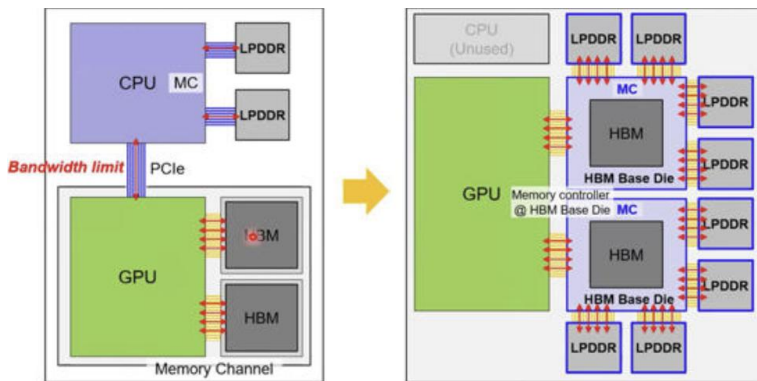 CPU
MC
LPDDR
LPDDR
Bandwidth limit
PCIe
GPU
HBM
HBM
Memory Channel
CPU
(Unused)
LPDDR
LPDDR
MC
LPDDR
HBM
LPDDR
HBM Base Die
GPU
Memory controller
@ HBM Base Die
MC
LPDDR
HBM
LPDDR
HBM Base Die
LPDDR
LPDDR